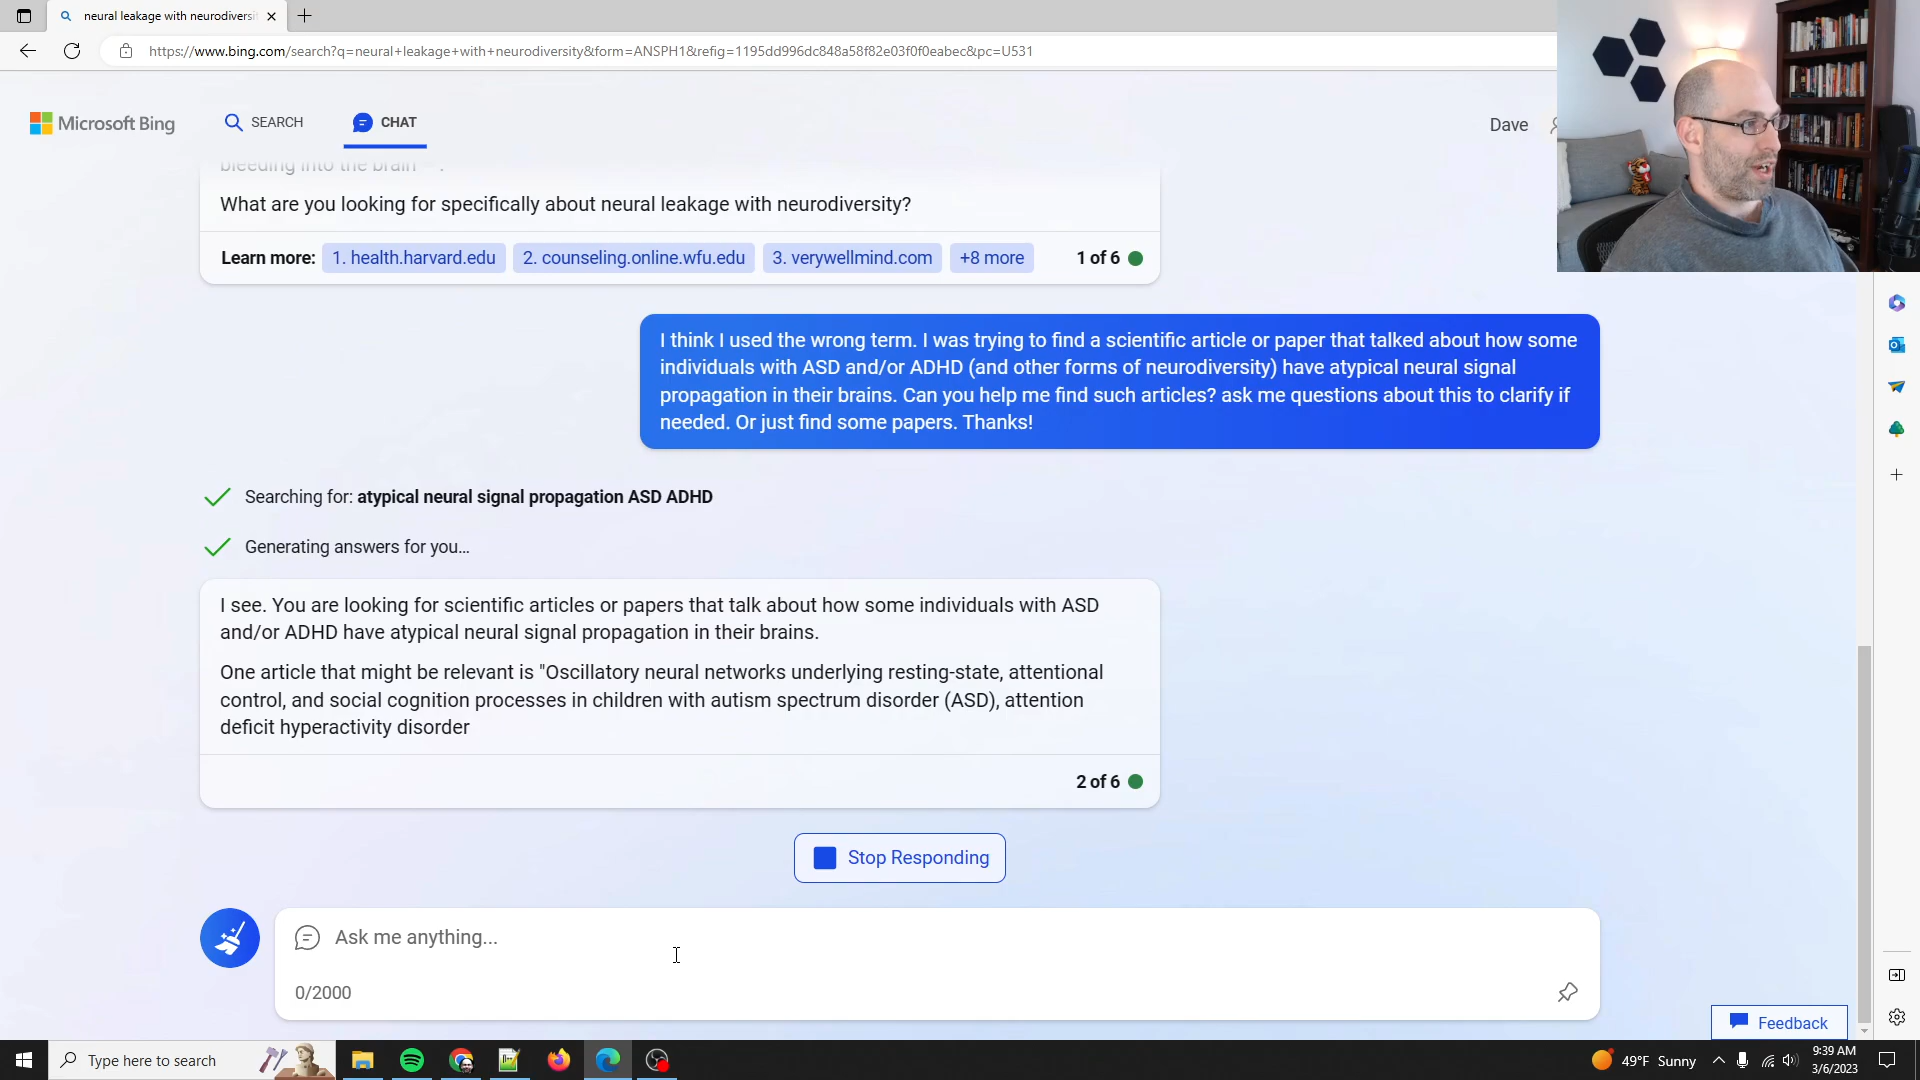 neural leakage with neurodiversi
https://www.bing.com/search?q=neural+leakage+with+neurodiversity&form=ANSPH1&refig=1195dd996dc848a58f82e03f0f0eabec&pc=U531
Microsoft Bing
SEARCH
CHAT
Dave
bleeding into the brain
What are you looking for specifically about neural leakage with neurodiversity?
Learn more: 1. health.harvard.edu 2. counseling.online.wfu.edu 3. verywellmind.com +8 more 1 of 6
I think I used the wrong term. I was trying to find a scientific article or paper that talked about how some
individuals with ASD and/or ADHD (and other forms of neurodiversity) have atypical neural signal
propagation in their brains. Can you help me find such articles? ask me questions about this to clarify if
needed. Or just find some papers. Thanks!
Searching for: atypical neural signal propagation ASD ADHD
Generating answers for you...
I see. You are looking for scientific articles or papers that talk about how some individuals with ASD
and/or ADHD have atypical neural signal propagation in their brains.
One article that might be relevant is "Oscillatory neural networks underlying resting-state, attentional
control, and social cognition processes in children with autism spectrum disorder (ASD), attention
deficit hyperactivity disorder
2 of 6
Stop Responding
Ask me anything...
0/2000
Feedback
Type here to search
49°F Sunny
9:39 AM
3/6/2023